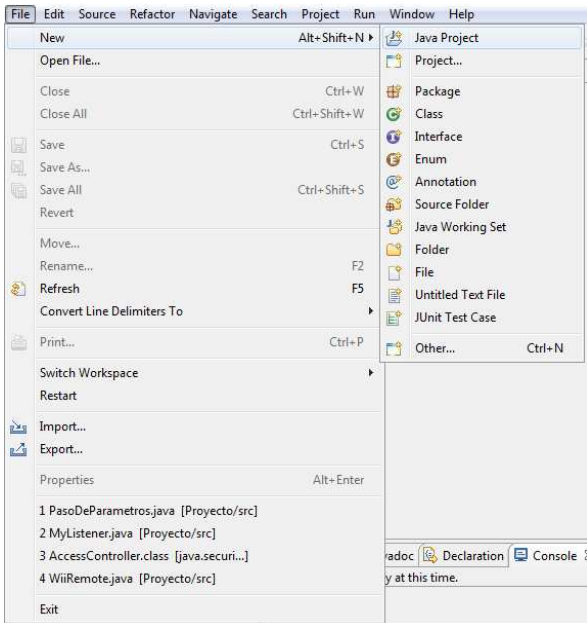 File Edit Source Refactor Navigate Search Project Run Window Help
New Alt+Shift+N
Open File...
Close Ctrl+W
Close All Ctrl+Shift+W
Save Ctrl+S
Save As...
Save All Ctrl+Shift+S
Revert
Move...
Rename... F2
Refresh F5
Convert Line Delimiters To
Print... Ctrl+P
Switch Workspace
Restart
Import...
Export...
Properties Alt+Enter
1 PasoDeParametros.java [Proyecto/src]
2 MyListener.java [Proyecto/src]
3 AccessController.class [java.securi...]
4 WiiRemote.java [Proyecto/src]
Exit
Java Project
Project...
Package
Class
Interface
Enum
Annotation
Source Folder
Java Working Set
Folder
File
Untitled Text File
JUnit Test Case
Other... Ctrl+N
vadoc Declaration Console
y at this time.